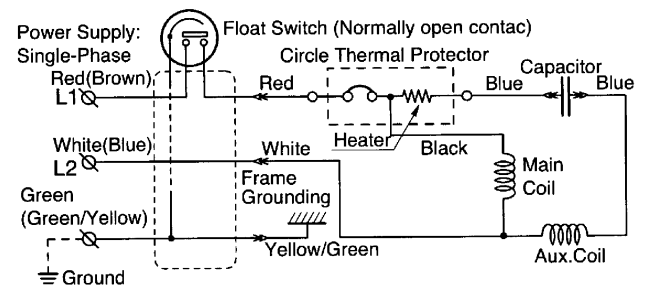 Power Supply:
Single-Phase
Float Switch (Normally open contac)
Circle Thermal Protector
Red(Brown)
L1
Red
Blue
Capacitor
Blue
Heater
Black
White(Blue)
L2
White
Main
Coil
Frame
Grounding
Green
(Green/Yellow)
Yellow/Green
Aux.Coil
Ground